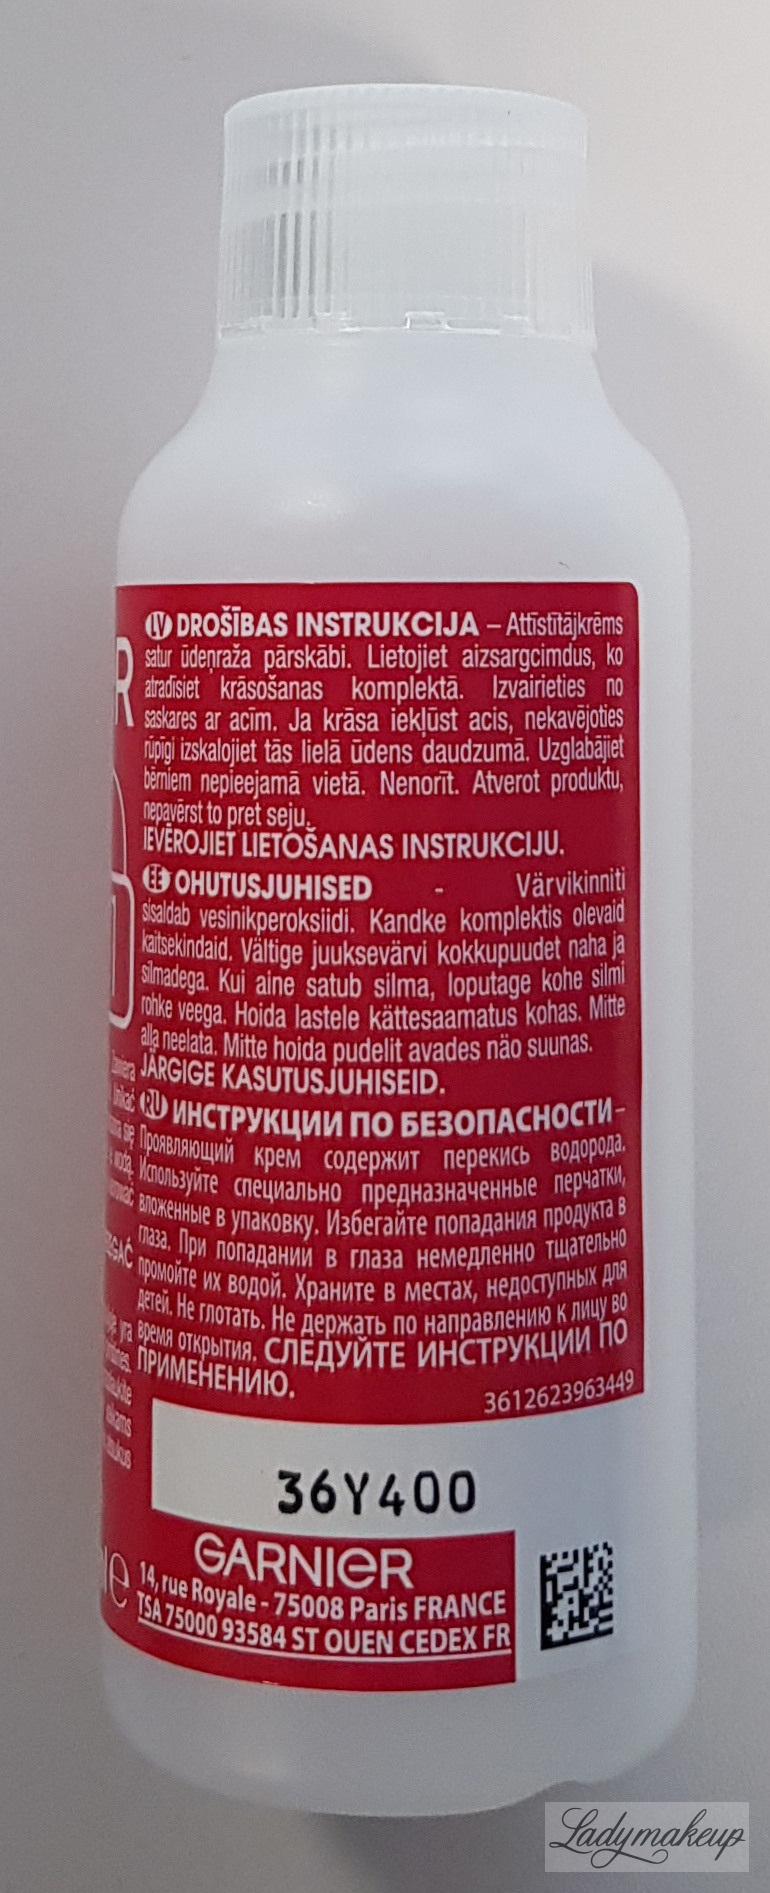 LV DROŠĪBAS INSTRUKCIJA – Attīstītājkrēms
satur ūdeņraža pārskābi. Lietojiet aizsargcimdus, ko
atradīsiet krāsošanas komplektā. Izvairieties no
saskares ar acīm. Ja krāsa iekļūst acīs, nekavējoties
rūpīgi izskalojiet tās lielā ūdens daudzumā. Uzglabājiet
bērniem nepieejamā vietā. Nenorīt. Atverot produktu,
nepavērst to pret seju.
IEVĒROJIET LIETOŠANAS INSTRUKCIJU.
EE OHUTUSJUHISED - Värvikinniti
sisaldab vesinikperoksiidi. Kandke komplektis olevaid
kaitsekindaid. Vältige juuksevärvi kokkupuudet naha ja
silmadega. Kui aine satub silma, loputage kohe silmi
rohke veega. Hoida lastele kättesaamatus kohas. Mitte
alla neelata. Mitte hoida pudelit avades näo suunas.
JÄRGIGE KASUTUSJUHISEID.
RU ИНСТРУКЦИИ ПО БЕЗОПАСНОСТИ –
Проявляющий крем содержит перекись водорода.
Используйте специально предназначенные перчатки,
вложенные в упаковку. Избегайте попадания продукта в
глаза. При попадании в глаза немедленно тщательно
промойте их водой. Храните в местах, недоступных для
детей. Не глотать. Не держать по направлению к лицу во
время открытия. СЛЕДУЙТЕ ИНСТРУКЦИИ ПО
ПРИМЕНЕНИЮ.
3612623963449
36Y400
GARNIER
14, rue Royale - 75008 Paris FRANCE
TSA 75000 93584 ST OUEN CEDEX FR
Ladymakeup